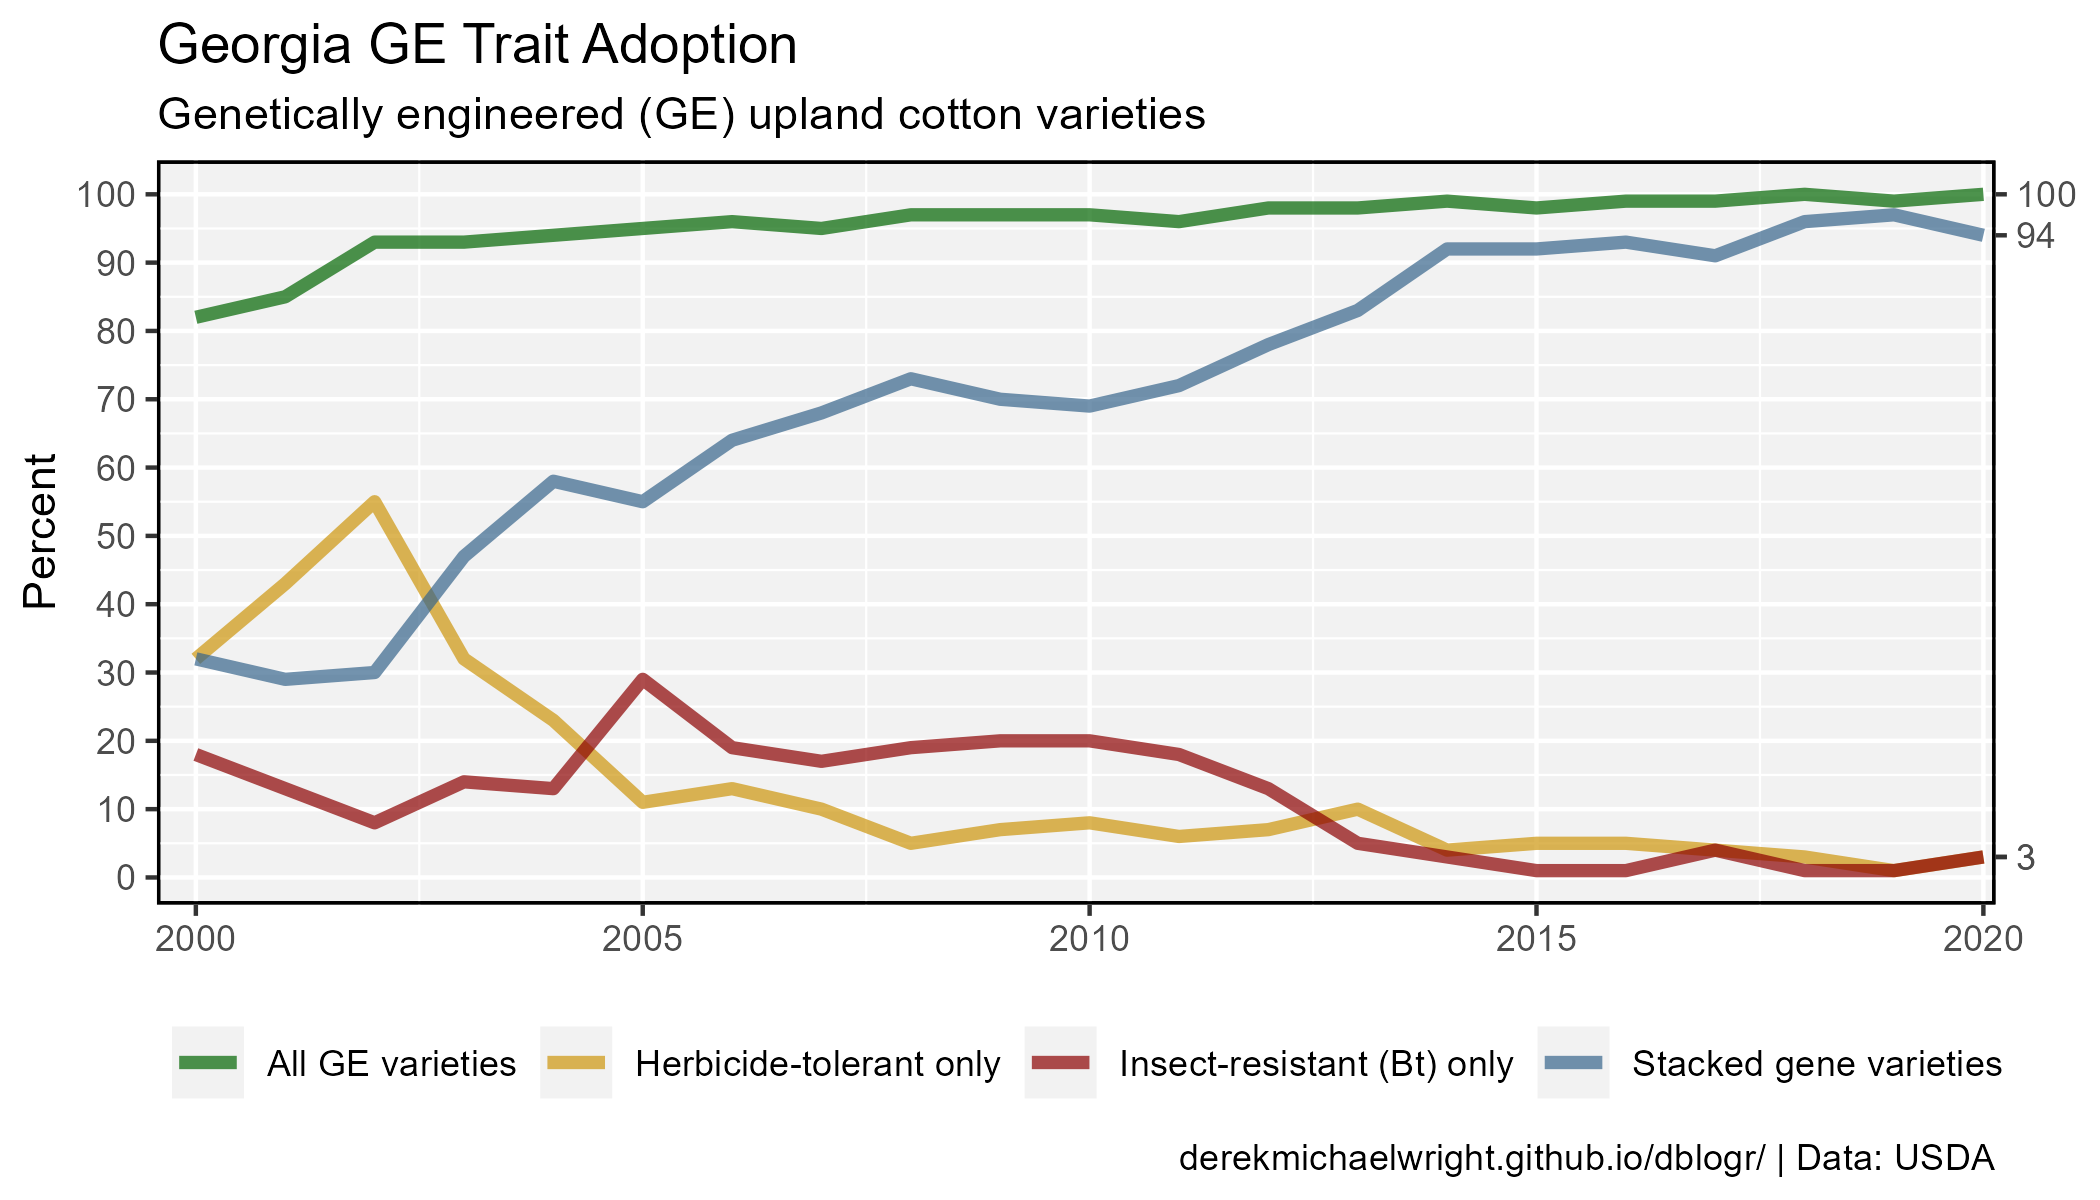 Georgia GE Trait Adoption
Genetically engineered (GE) upland cotton varieties
Percent
100
90
80
70
60
50
40
30
20
10
0
100
94
3
2000 2005 2010 2015 2020
All GE varieties Herbicide-tolerant only Insect-resistant (Bt) only Stacked gene varieties
derekmichaelwright.github.io/dblogr/ | Data: USDA